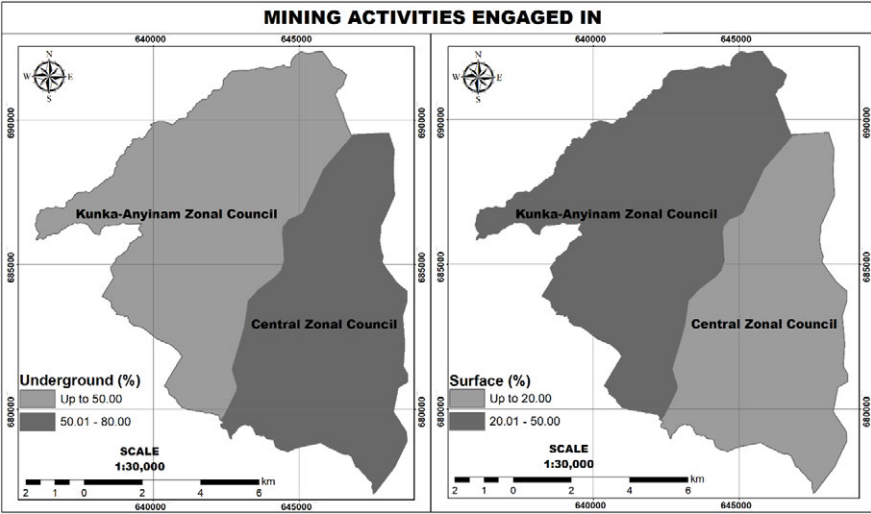 MINING ACTIVITIES ENGAGED IN
640000 645000
640000 645000
N
W E
S
N
W E
S
690000
690000
690000
Kunka-Anyinam Zonal Council
Kunka-Anyinam Zonal Council
685000
685000
685000
Central Zonal Council
Central Zonal Council
Underground (%)
Up to 50.00
50.01 - 80.00
Surface (%)
Up to 20.00
20.01 - 50.00
680000
680000
680000
SCALE
1:30,000
SCALE
1:30,000
km
2 1 0 2 4 6
km
2 1 0 2 4 6
640000 645000
640000 645000